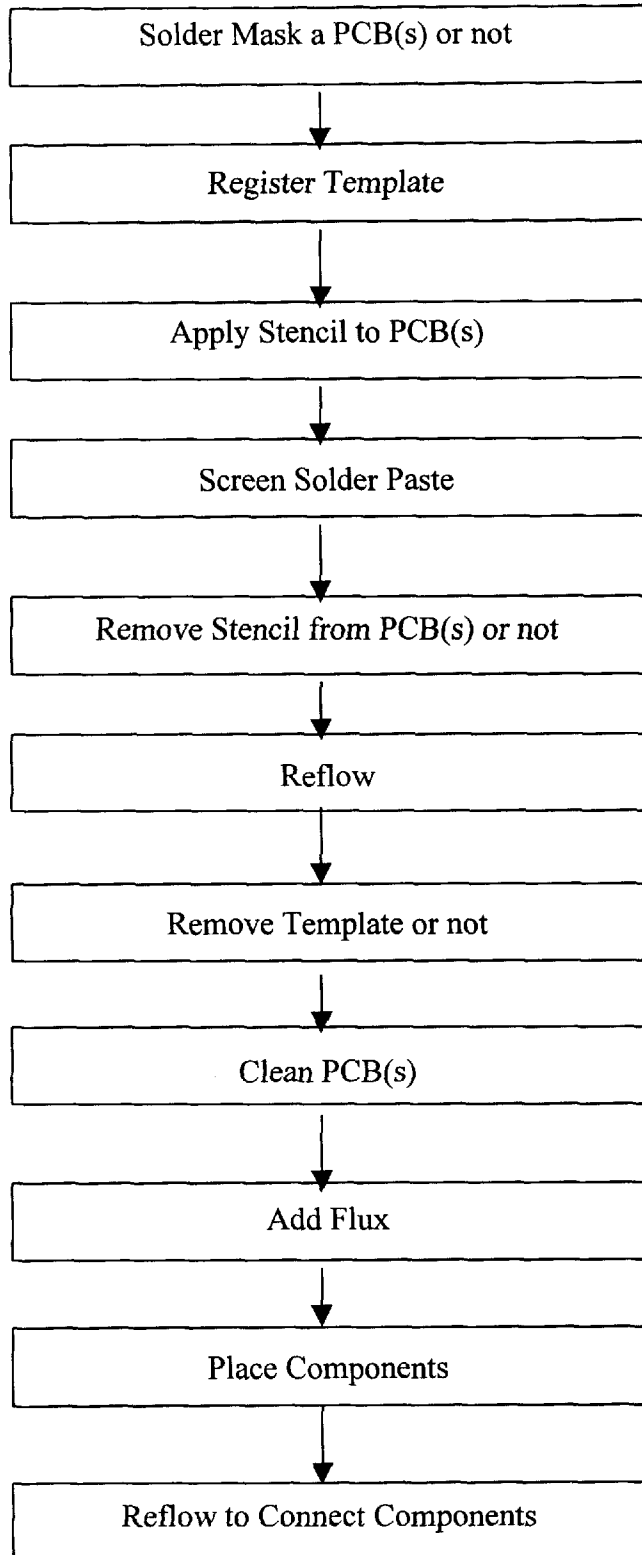 Solder Mask a PCB(s) or not
Register Template
Apply Stencil to PCB(s)
Screen Solder Paste
Remove Stencil from PCB(s) or not
Reflow
Remove Template or not
Clean PCB(s)
Add Flux
Place Components
Reflow to Connect Components